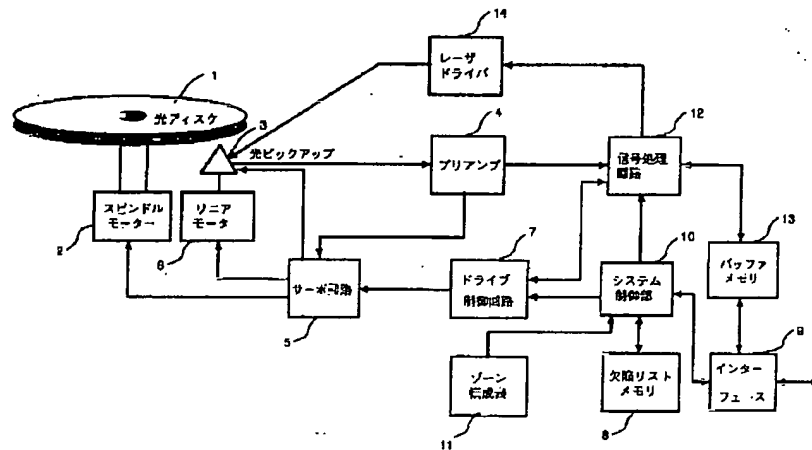 14
レーザ
ドライバ
1
光ディスク
3
4
12
光ピックアップ
プリアンプ
信号処理
回路
スピンドル
モーター
リニア
モータ
2
6
7
10
13
サーボ回路
ドライブ
制御回路
システム
制御部
バッファ
メモリ
5
9
ゾーン
構成表
欠陥リスト
メモリ
インター
フェース
11
8